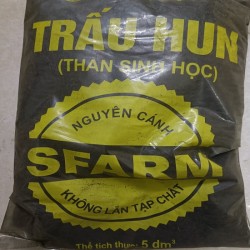 TRẤU HUN
(THAN SINH HỌC)
NGUYÊN CÁNH
SFARM
KHÔNG LẪN TẠP CHẤT
Thể tích thực: 5 dm³